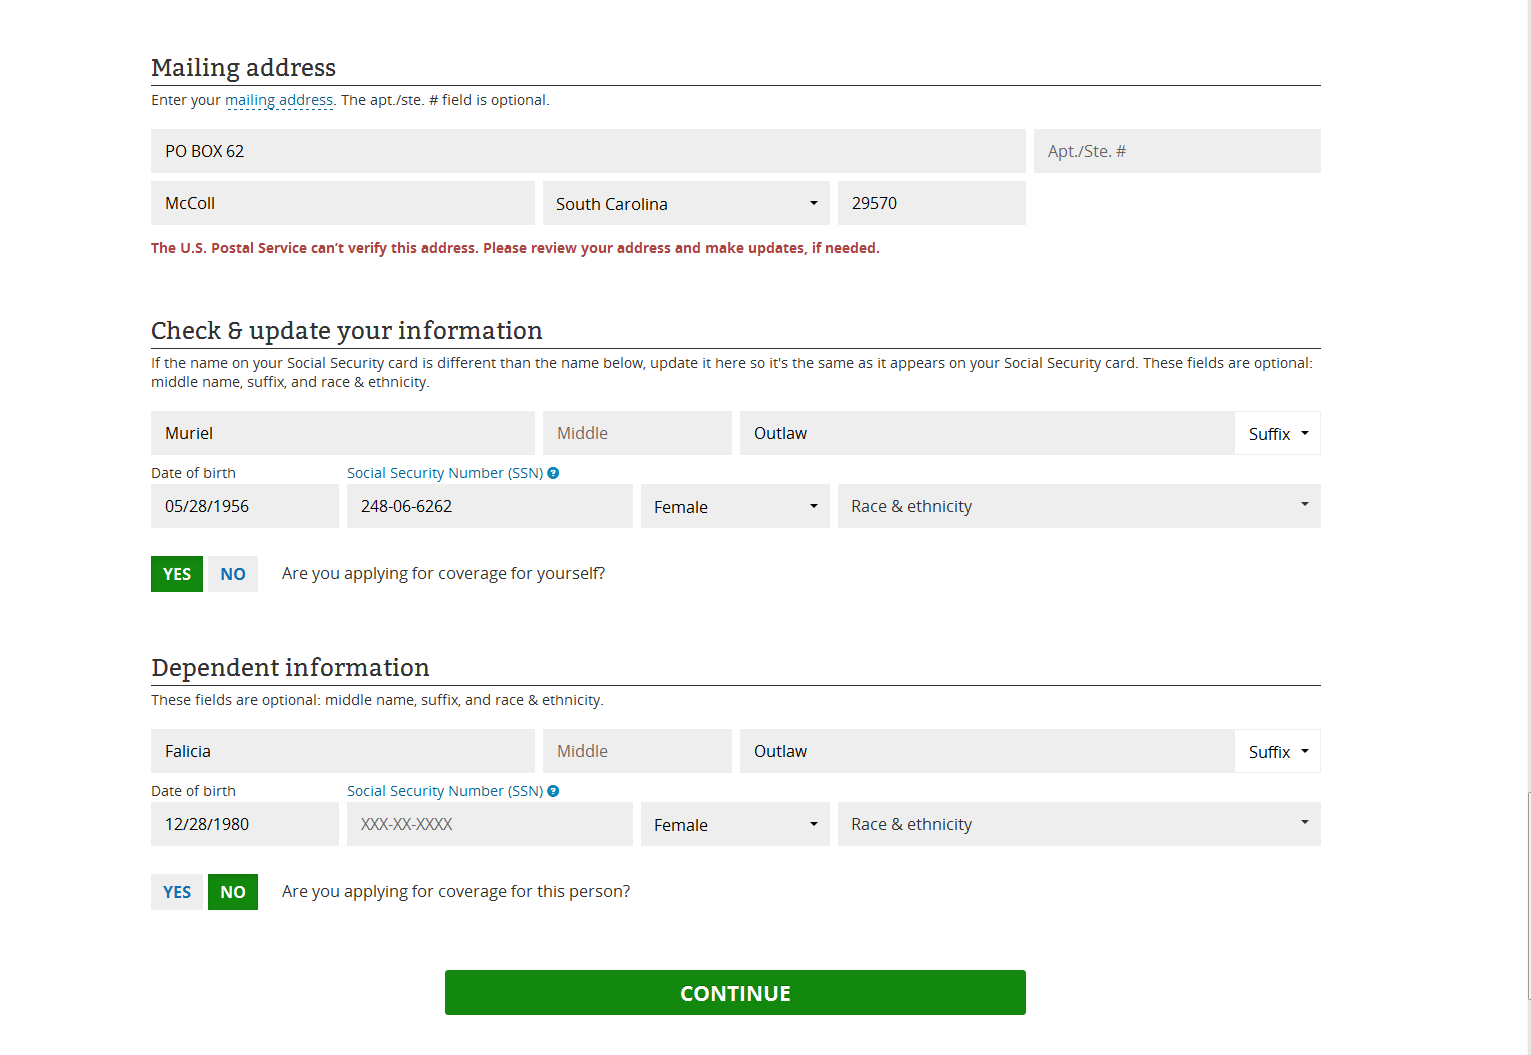 Mailing address
Enter your mailing address. The apt./ste. # field is optional.
PO BOX 62
Apt./Ste. #
McColl
South Carolina
29570
The U.S. Postal Service can't verify this address. Please review your address and make updates, if needed.
Check & update your information
If the name on your Social Security card is different than the name below, update it here so it's the same as it appears on your Social Security card. These fields are optional:
middle name, suffix, and race & ethnicity.
Muriel
Middle
Outlaw
Suffix
Date of birth
Social Security Number (SSN) ?
05/28/1956
248-06-6262
Female
Race & ethnicity
YES
NO
Are you applying for coverage for yourself?
Dependent information
These fields are optional: middle name, suffix, and race & ethnicity.
Falicia
Middle
Outlaw
Suffix
Date of birth
Social Security Number (SSN) ?
12/28/1980
XXX-XX-XXXX
Female
Race & ethnicity
YES
NO
Are you applying for coverage for this person?
CONTINUE